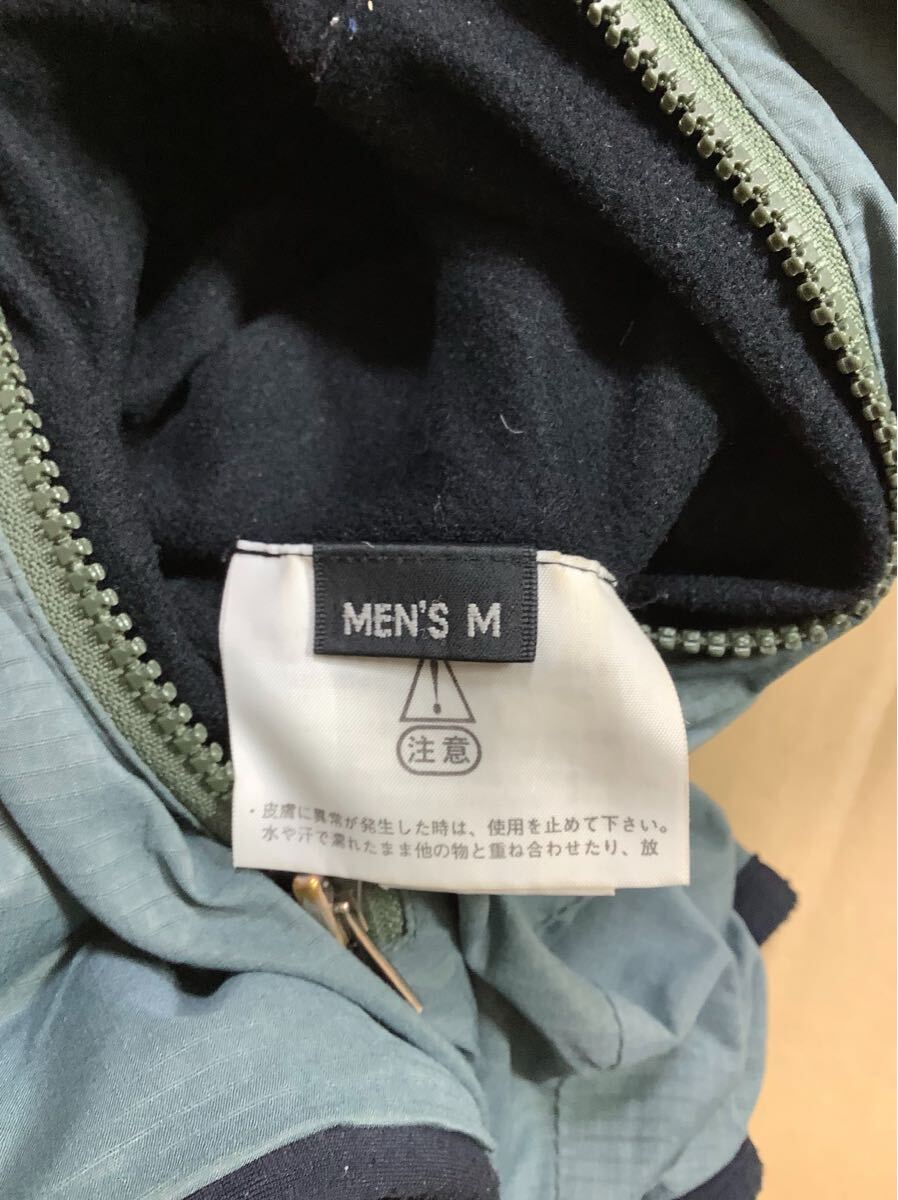 MEN'S M
注意
・皮膚に異常が発生した時は、使用を止めて下さい。
水や汗で濡れたまま他の物と重ね合わせたり、放